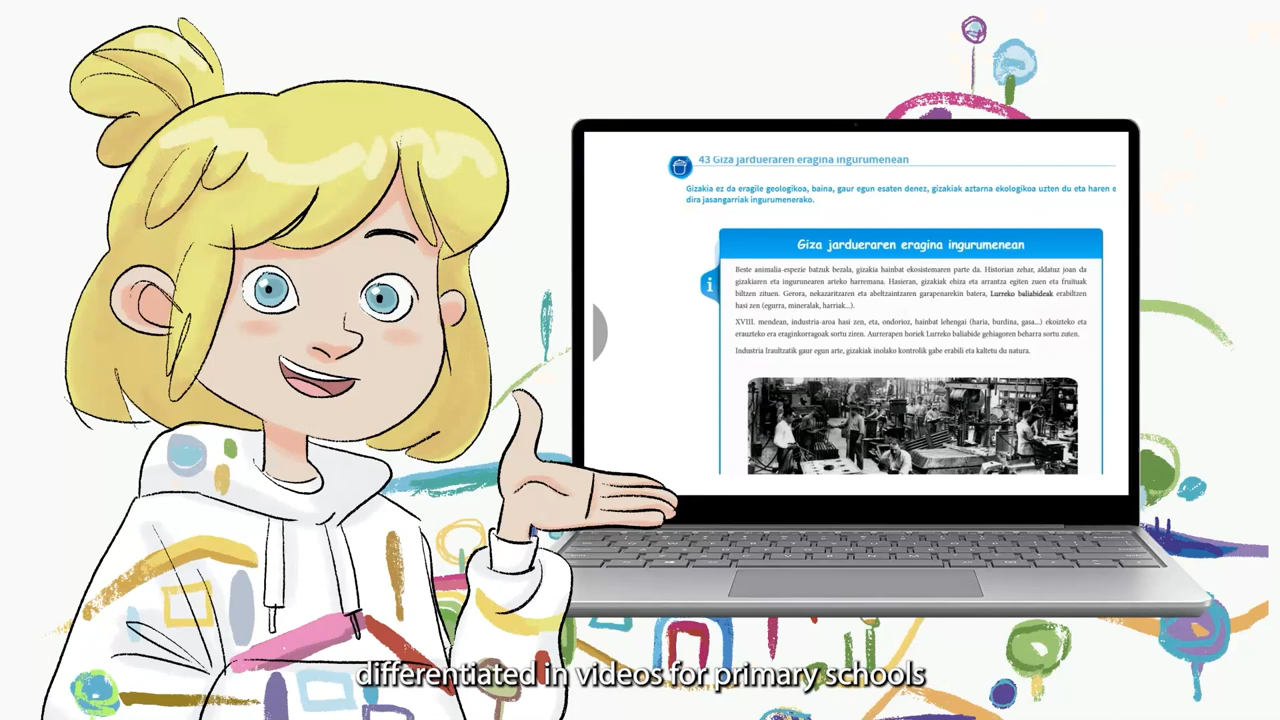 43 Giza jardueraren eragina ingurumenean
Gizakia ez da eragile geologikoa, baina, gaur egun esaten denez, gizakiak aztarna ekologikoa uzten du eta haren e
dira jasangarriak ingurumenerako.
Giza jardueraren eragina ingurumenean
i
Beste animalia-espezie batzuk bezala, gizakia hainbat ekosistemaren parte da. Historian zehar, aldatuz joan da
gizakiaren eta ingurunearen arteko harremana. Hasieran, gizakiak ehiza eta arrantza egiten zuen eta fruituak
biltzen zituen. Gerora, nekazaritzaren eta abeltzaintzaren garapenarekin batera, Lurreko baliabideak erabiltzen
hasi zen (egurra, mineralak, harriak...).
XVIII. mendean, industria-aroa hasi zen, eta, ondorioz, hainbat lehengai (haria, burdina, gasa...) ekoizteko eta
erauzteko era eraginkorragoak sortu ziren. Aurrerapen horiek Lurreko baliabide gehiagoren beharra sortu zuten.
Industria Iraultzatik gaur egun arte, gizakiak inolako kontrolik gabe erabili eta kaltetu du natura.
differentiated in videos for primary schools